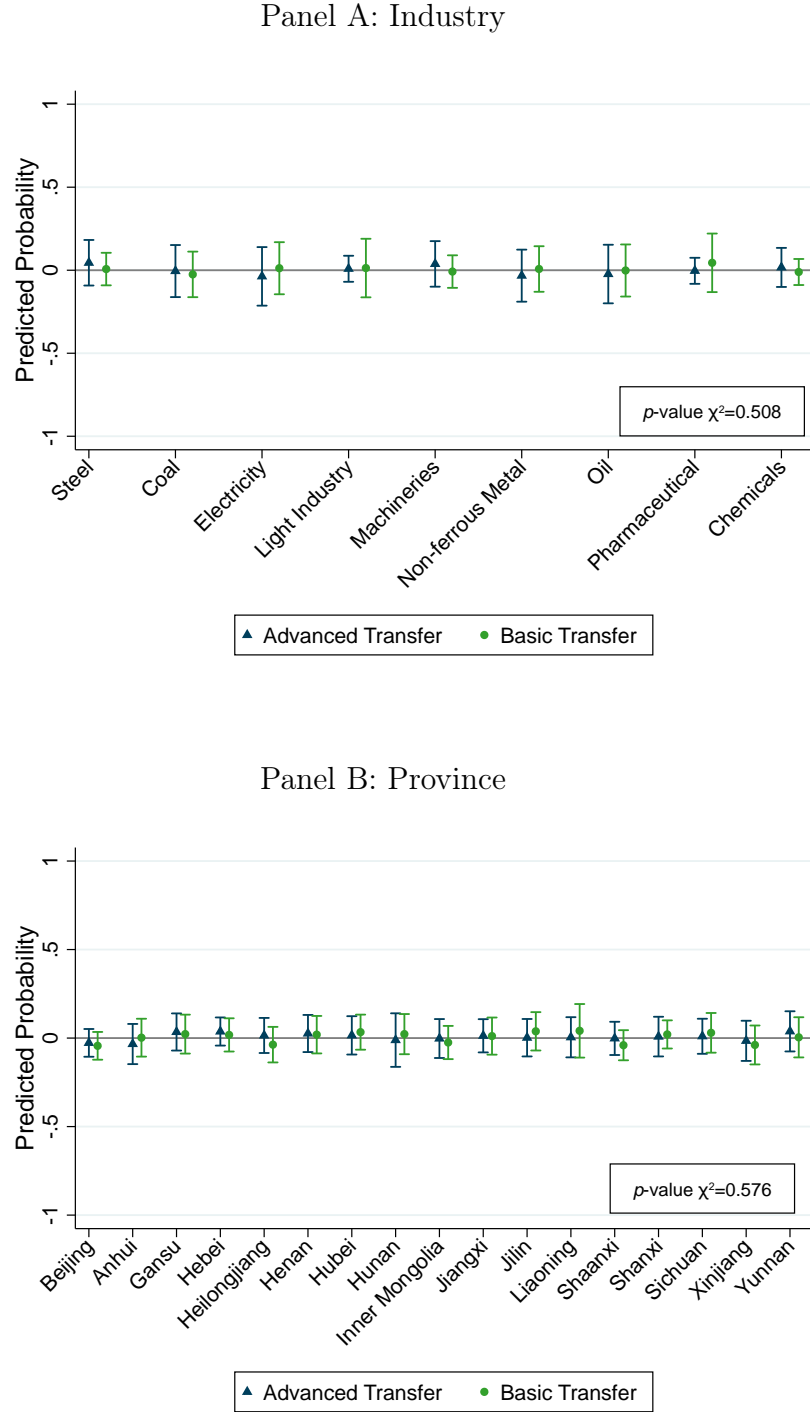 Panel A: Industry
Predicted Probability
1
.5
0
-.5
-1
p-value χ²=0.508
Steel
Coal
Electricity
Light Industry
Machineries
Non-ferrous Metal
Oil
Pharmaceutical
Chemicals
Advanced Transfer
Basic Transfer
Panel B: Province
Predicted Probability
1
.5
0
-.5
-1
p-value χ²=0.576
Beijing
Anhui
Gansu
Hebei
Heilongjiang
Henan
Hubei
Hunan
Inner Mongolia
Jiangxi
Jilin
Liaoning
Shaanxi
Shanxi
Sichuan
Xinjiang
Yunnan
Advanced Transfer
Basic Transfer